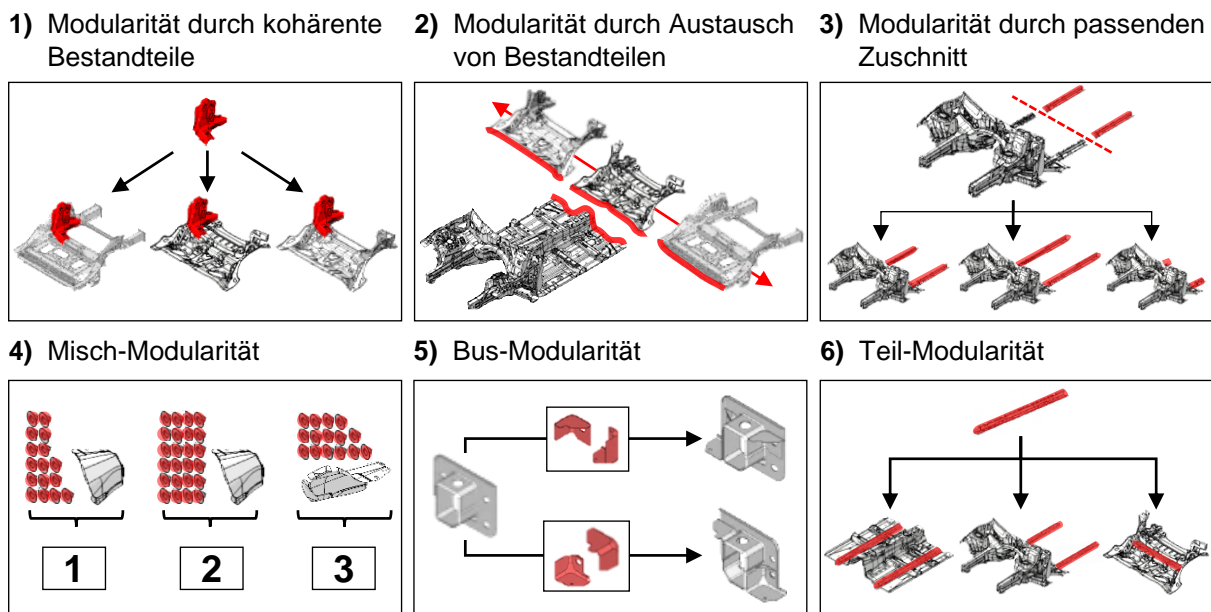 1) Modularität durch kohärente
Bestandteile
2) Modularität durch Austausch
von Bestandteilen
3) Modularität durch passenden
Zuschnitt
4) Misch-Modularität
5) Bus-Modularität
6) Teil-Modularität
1
2
3